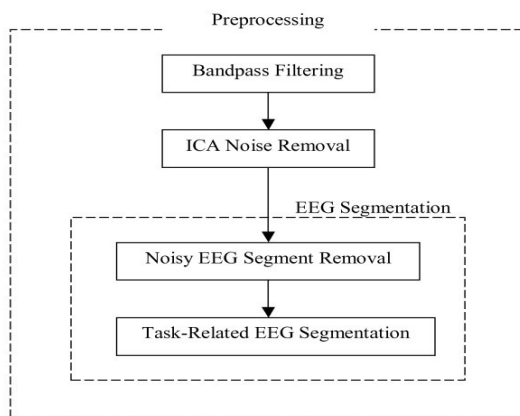 Preprocessing
Bandpass Filtering
ICA Noise Removal
EEG Segmentation
Noisy EEG Segment Removal
Task-Related EEG Segmentation